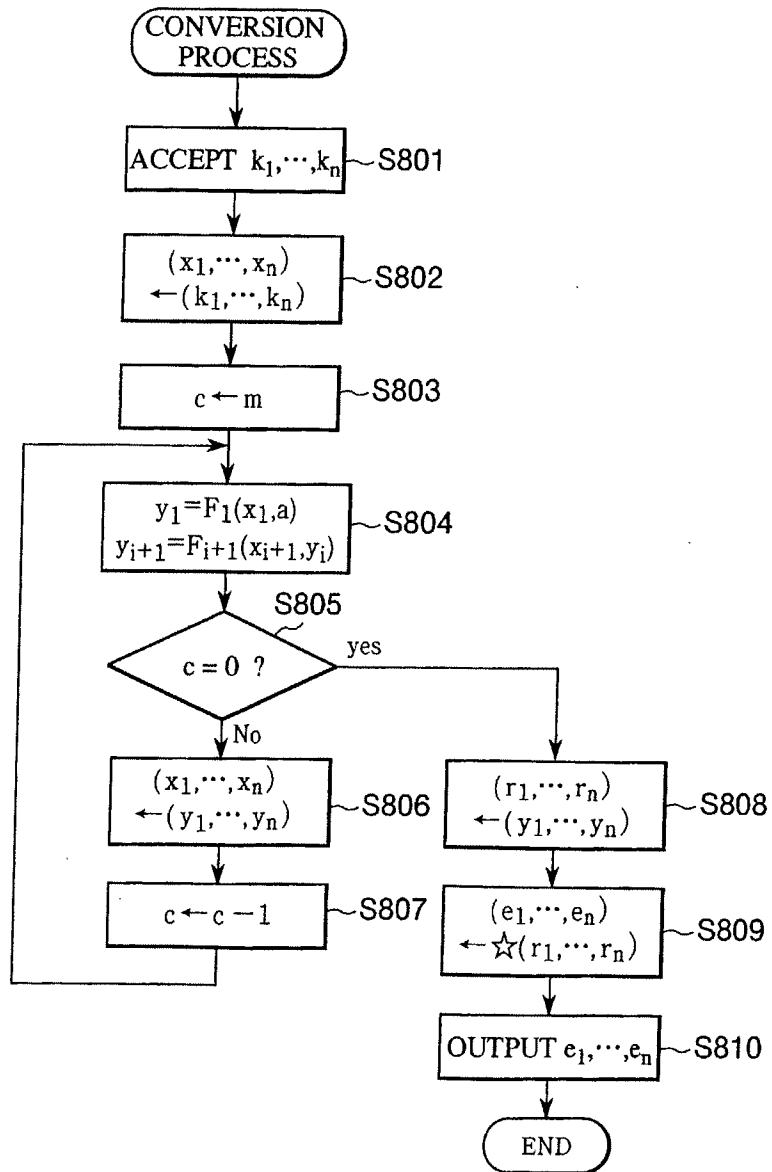 CONVERSION
PROCESS
ACCEPT k₁,⋯,kₙ
S801
(x₁,⋯,xₙ)
←(k₁,⋯,kₙ)
S802
c←m
S803
y₁=F₁(x₁,a)
yᵢ₊₁=Fᵢ₊₁(xᵢ₊₁,yᵢ)
S804
S805
c=0 ?
yes
No
(x₁,⋯,xₙ)
←(y₁,⋯,yₙ)
S806
c←c−1
S807
(r₁,⋯,rₙ)
←(y₁,⋯,yₙ)
S808
(e₁,⋯,eₙ)
←☆(r₁,⋯,rₙ)
S809
OUTPUT e₁,⋯,eₙ
S810
END